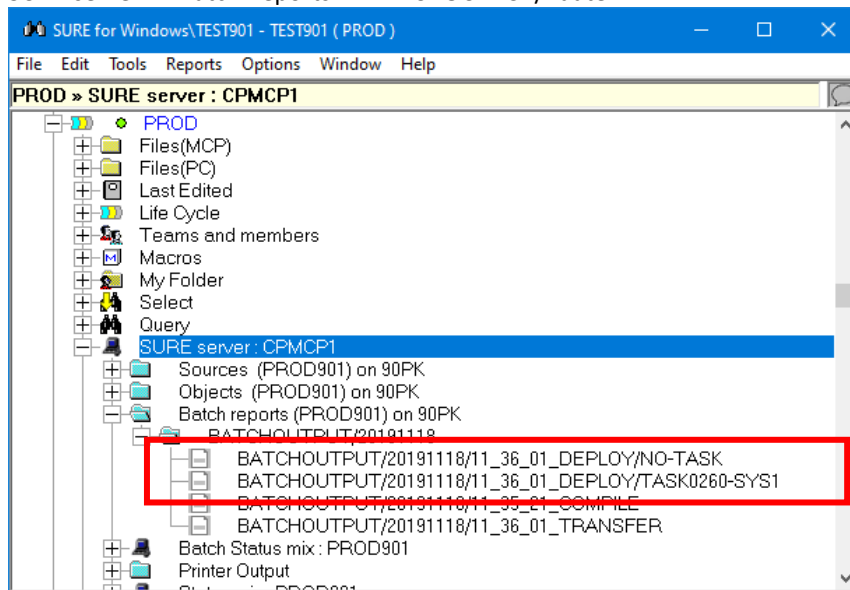 SURE for Windows\TEST901 - TEST901 ( PROD )
File Edit Tools Reports Options Window Help
PROD » SURE server : CPMCP1
PROD
Files(MCP)
Files(PC)
Last Edited
Life Cycle
Teams and members
Macros
My Folder
Select
Query
SURE server : CPMCP1
Sources (PROD901) on 90PK
Objects (PROD901) on 90PK
Batch reports (PROD901) on 90PK
BATCHOUTPUT/20191118
BATCHOUTPUT/20191118/11_36_01_DEPLOY/NO-TASK
BATCHOUTPUT/20191118/11_36_01_DEPLOY/TASK0260-SYS1
BATCHOUTPUT/20191118/11_35_21_COMPILE
BATCHOUTPUT/20191118/11_36_01_TRANSFER
Batch Status mix : PROD901
Printer Output